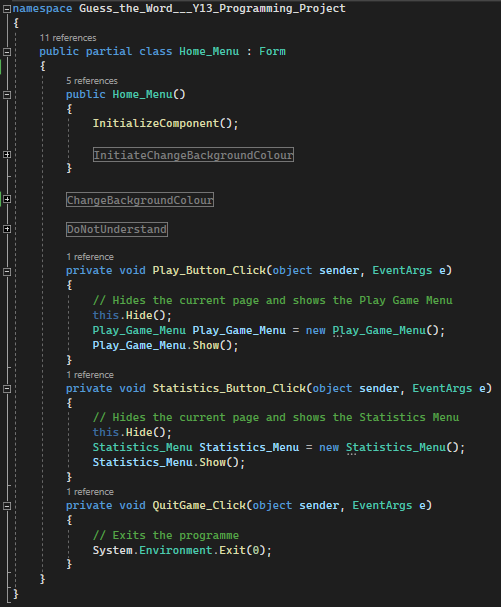 namespace Guess_the_Word___Y13_Programming_Project
{
11 references
public partial class Home_Menu : Form
{
5 references
public Home_Menu()
{
InitializeComponent();
InitiateChangeBackgroundColour
}
ChangeBackgroundColour
DoNotUnderstand
1 reference
private void Play_Button_Click(object sender, EventArgs e)
{
// Hides the current page and shows the Play Game Menu
this.Hide();
Play_Game_Menu Play_Game_Menu = new Play_Game_Menu();
Play_Game_Menu.Show();
}
1 reference
private void Statistics_Button_Click(object sender, EventArgs e)
{
// Hides the current page and shows the Statistics Menu
this.Hide();
Statistics_Menu Statistics_Menu = new Statistics_Menu();
Statistics_Menu.Show();
}
1 reference
private void QuitGame_Click(object sender, EventArgs e)
{
// Exits the programme
System.Environment.Exit(0);
}
}
}